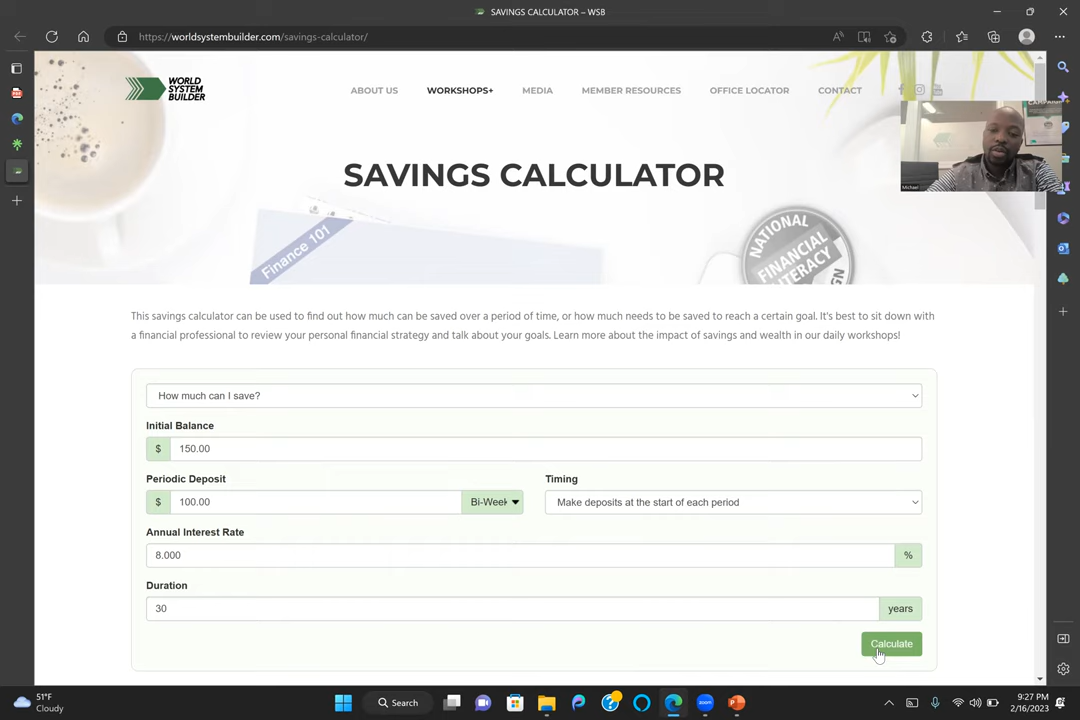 SAVINGS CALCULATOR – WSB
https://worldsystembuilder.com/savings-calculator/
WORLD
SYSTEM
BUILDER
ABOUT US
WORKSHOPS+
MEDIA
MEMBER RESOURCES
OFFICE LOCATOR
CONTACT
Michael
SAVINGS CALCULATOR
Finance 101
NATIONAL
FINANCIAL
This savings calculator can be used to find out how much can be saved over a period of time, or how much needs to be saved to reach a certain goal. It's best to sit down with
a financial professional to review your personal financial strategy and talk about your goals. Learn more about the impact of savings and wealth in our daily workshops!
How much can I save?
Initial Balance
$ 150.00
Periodic Deposit
Timing
$ 100.00
Make deposits at the start of each period
Annual Interest Rate
8.000 %
Duration
30 years
Calculate
51°F
Cloudy
Search
9:27 PM
2/16/2023